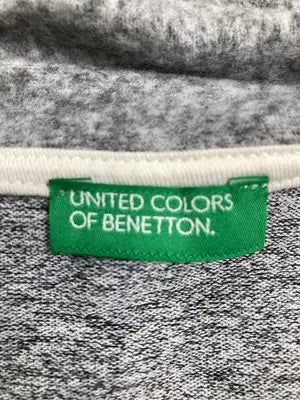 UNITED COLORS
OF BENETTON.